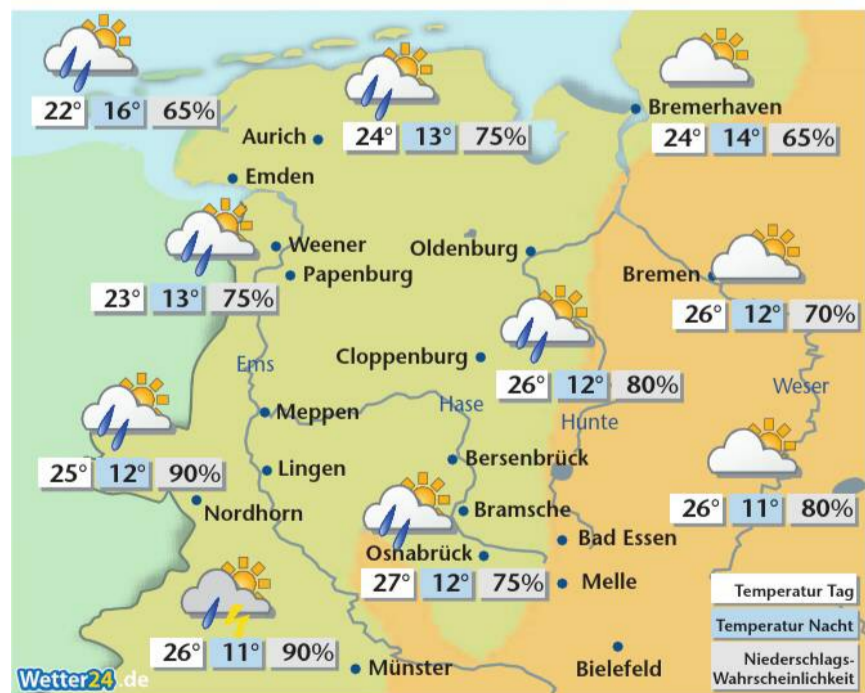 22° 16° 65%
Aurich
24° 13° 75%
Bremerhaven
24° 14° 65%
Emden
Weener
Papenburg
23° 13° 75%
Oldenburg
Bremen
26° 12° 70%
Cloppenburg
26° 12° 80%
Ems
Hase
Hunte
Weser
Meppen
25° 12° 90%
Lingen
Nordhorn
Bersenbrück
Bramsche
26° 11° 80%
Osnabrück
27° 12° 75%
Bad Essen
Melle
26° 11° 90%
Münster
Bielefeld
Temperatur Tag
Temperatur Nacht
Niederschlags-
Wahrscheinlichkeit
Wetter24.de